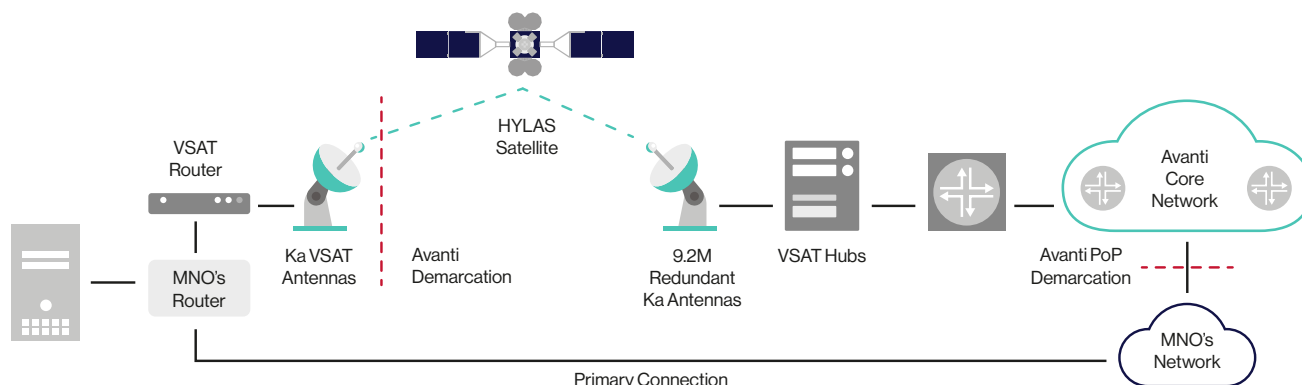 HYLAS
Satellite
VSAT
Router
Avanti
Core
Network
Ka VSAT
Antennas
Avanti
Demarcation
9.2M
Redundant
Ka Antennas
VSAT Hubs
Avanti PoP
Demarcation
MNO's
Router
MNO's
Network
Primary Connection